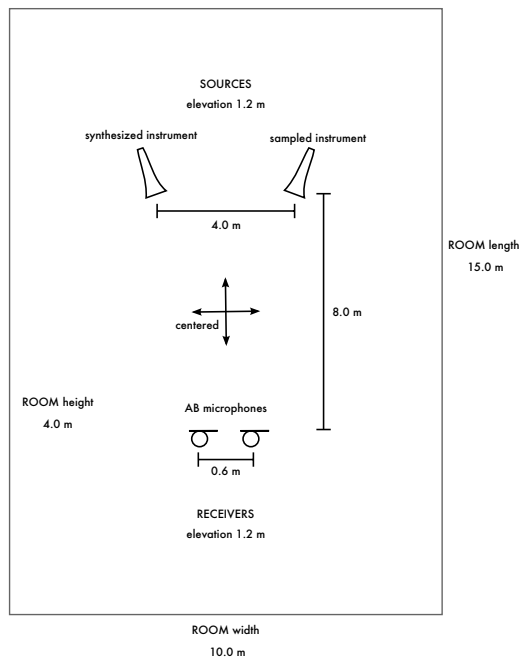 SOURCES
elevation 1.2 m
synthesized instrument
sampled instrument
4.0 m
ROOM length
15.0 m
8.0 m
centered
ROOM height
4.0 m
AB microphones
0.6 m
RECEIVERS
elevation 1.2 m
ROOM width
10.0 m